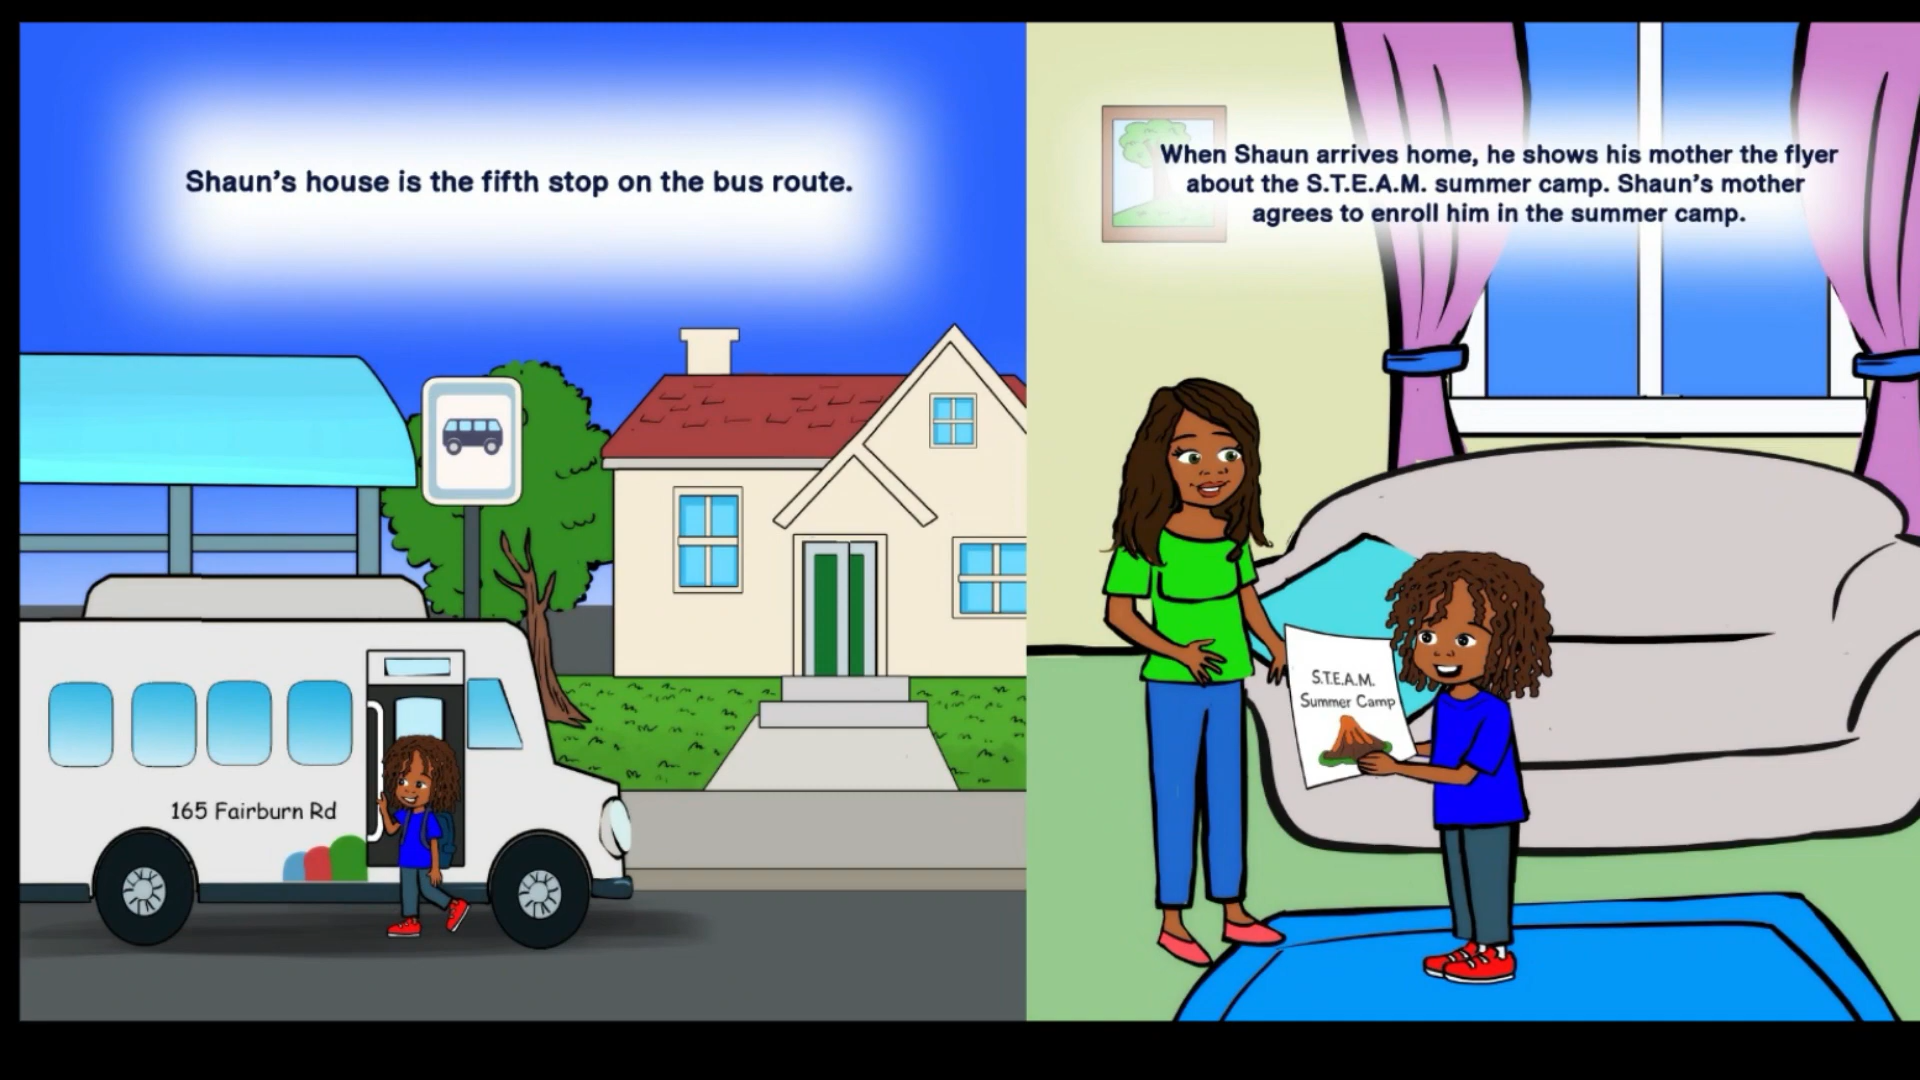 Shaun's house is the fifth stop on the bus route.
165 Fairburn Rd
When Shaun arrives home, he shows his mother the flyer
about the S.T.E.A.M. summer camp. Shaun's mother
agrees to enroll him in the summer camp.
S.T.E.A.M.
Summer Camp